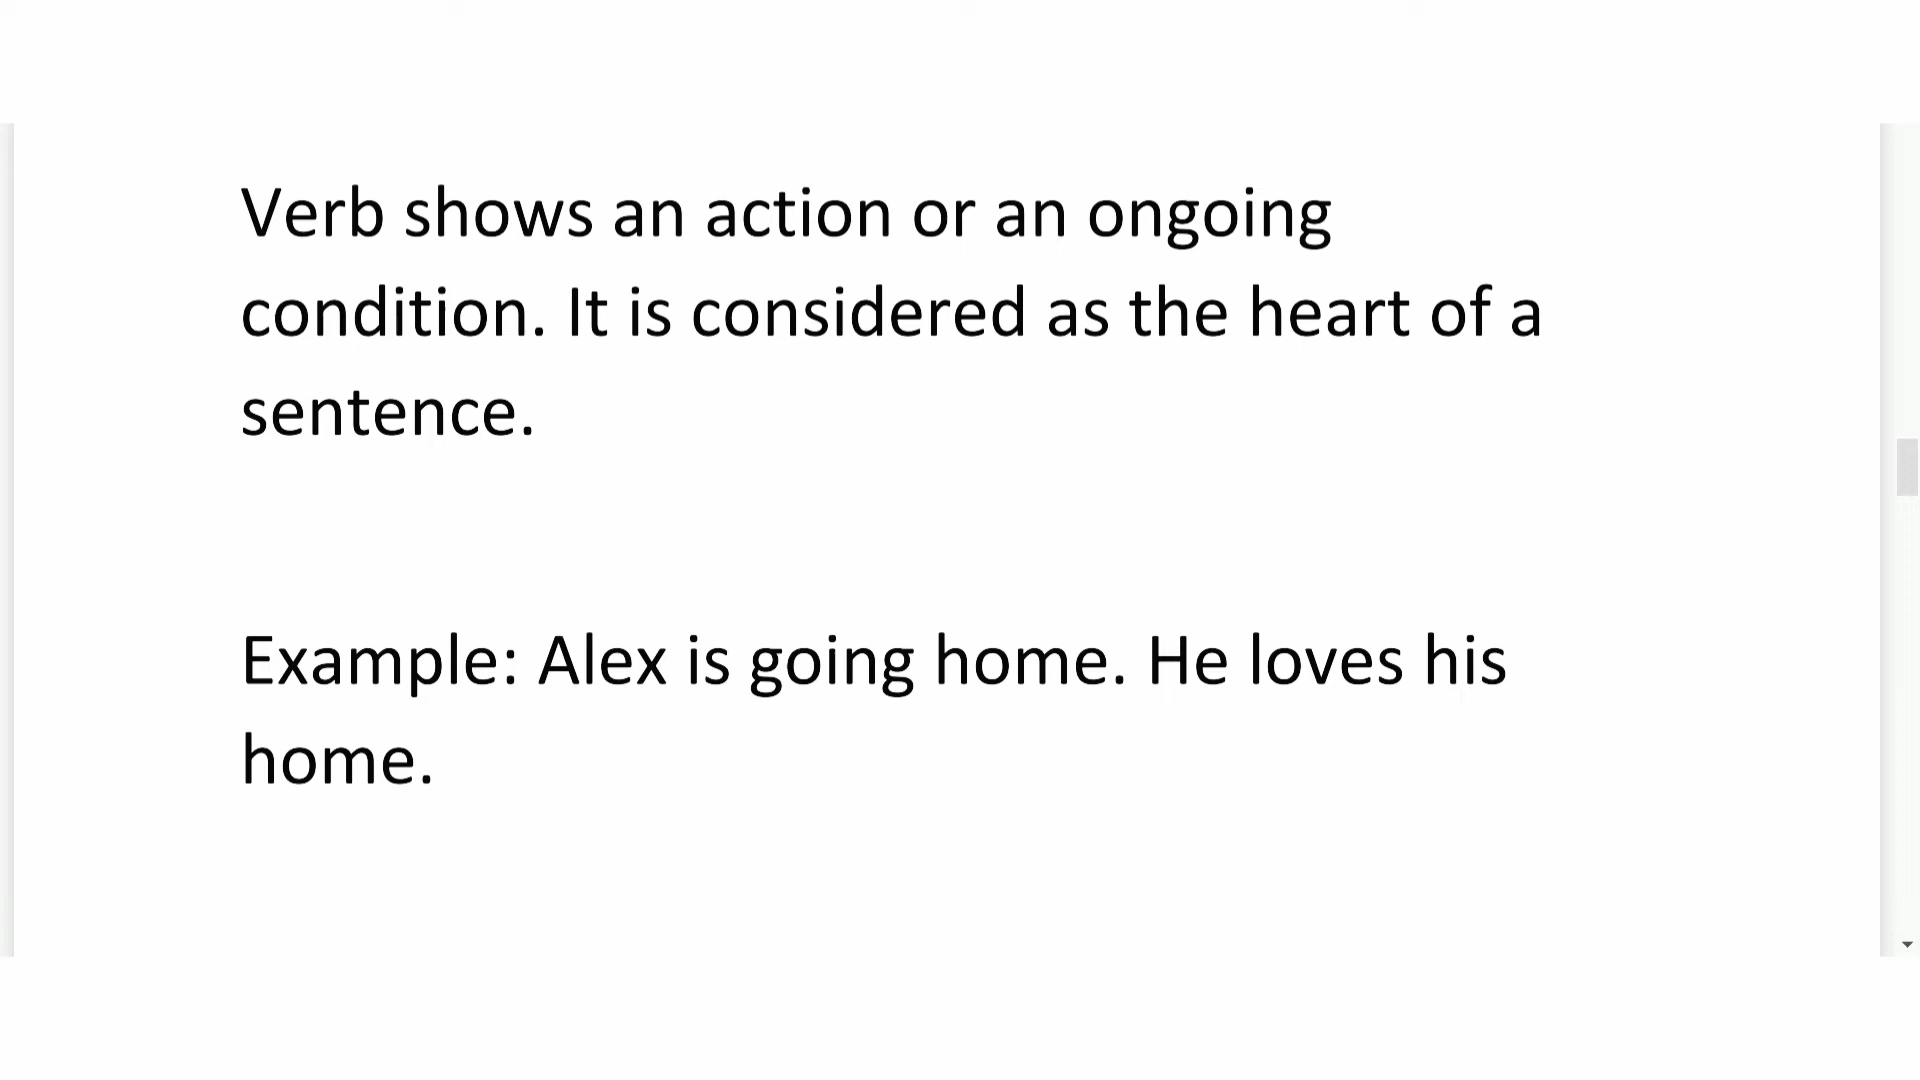 Verb shows an action or an ongoing
condition. It is considered as the heart of a
sentence.
Example: Alex is going home. He loves his
home.